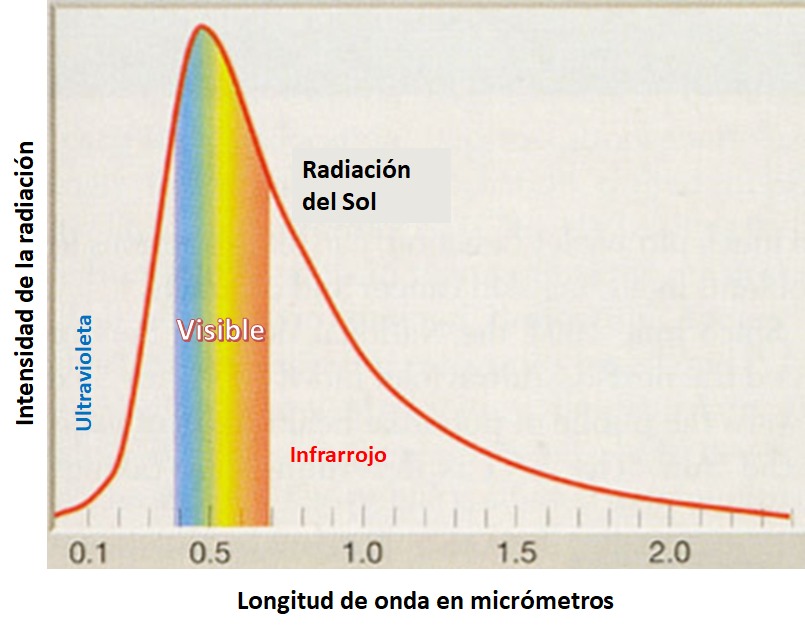 Radiación
del Sol
Intensidad de la radiación
Ultravioleta
Visible
Infrarrojo
0.1 0.5 1.0 1.5 2.0
Longitud de onda en micrómetros